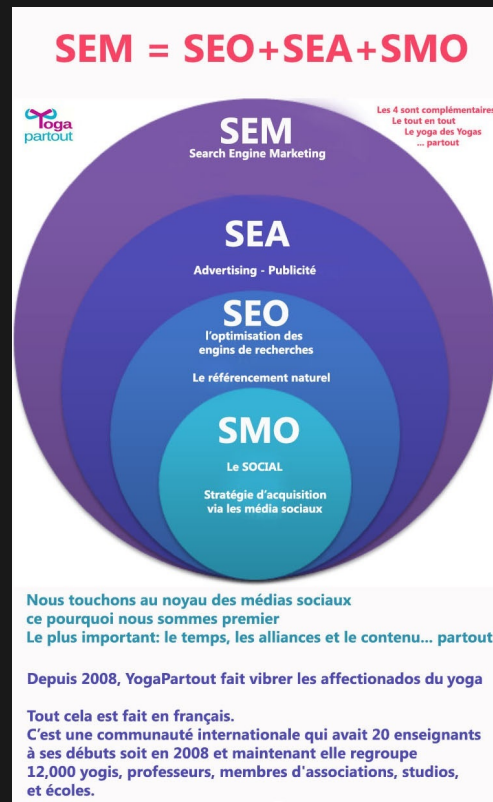 SEM = SEO+SEA+SMO
Yoga
partout
Les 4 sont complémentaires
Le tout en tout
Le yoga des Yogas
... partout
SEM
Search Engine Marketing
SEA
Advertising - Publicité
SEO
l'optimisation des
engins de recherches
Le référencement naturel
SMO
Le SOCIAL
Stratégie d'acquisition
via les média sociaux
Nous touchons au noyau des médias sociaux
ce pourquoi nous sommes premier
Le plus important: le temps, les alliances et le contenu... partout
Depuis 2008, YogaPartout fait vibrer les affectionados du yoga
Tout cela est fait en français.
C'est une communauté internationale qui avait 20 enseignants
à ses débuts soit en 2008 et maintenant elle regroupe
12,000 yogis, professeurs, membres d'associations, studios,
et écoles.